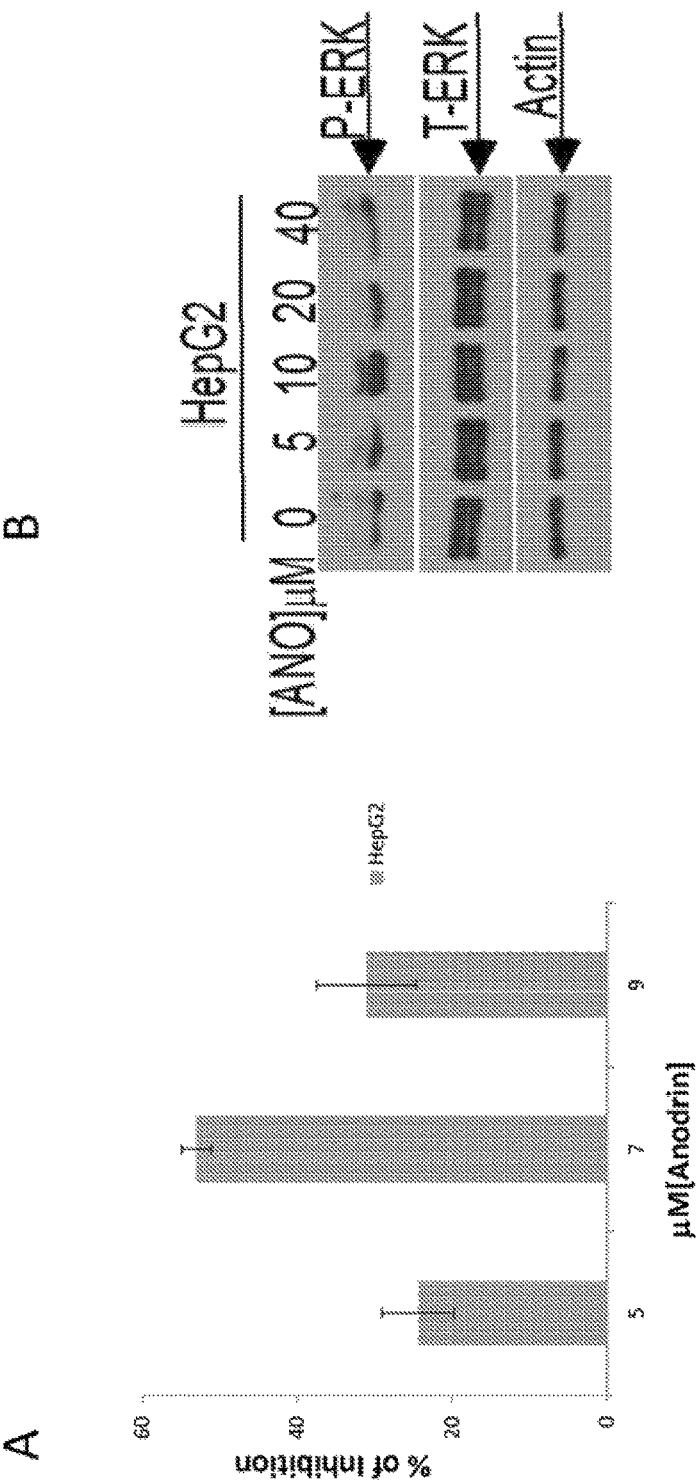 A
% of Inhibition
60
40
20
0
5
7
9
µM[Anodrin]
HepG2
B
HepG2
[ANO]µM 0 5 10 20 40
P-ERK
T-ERK
Actin